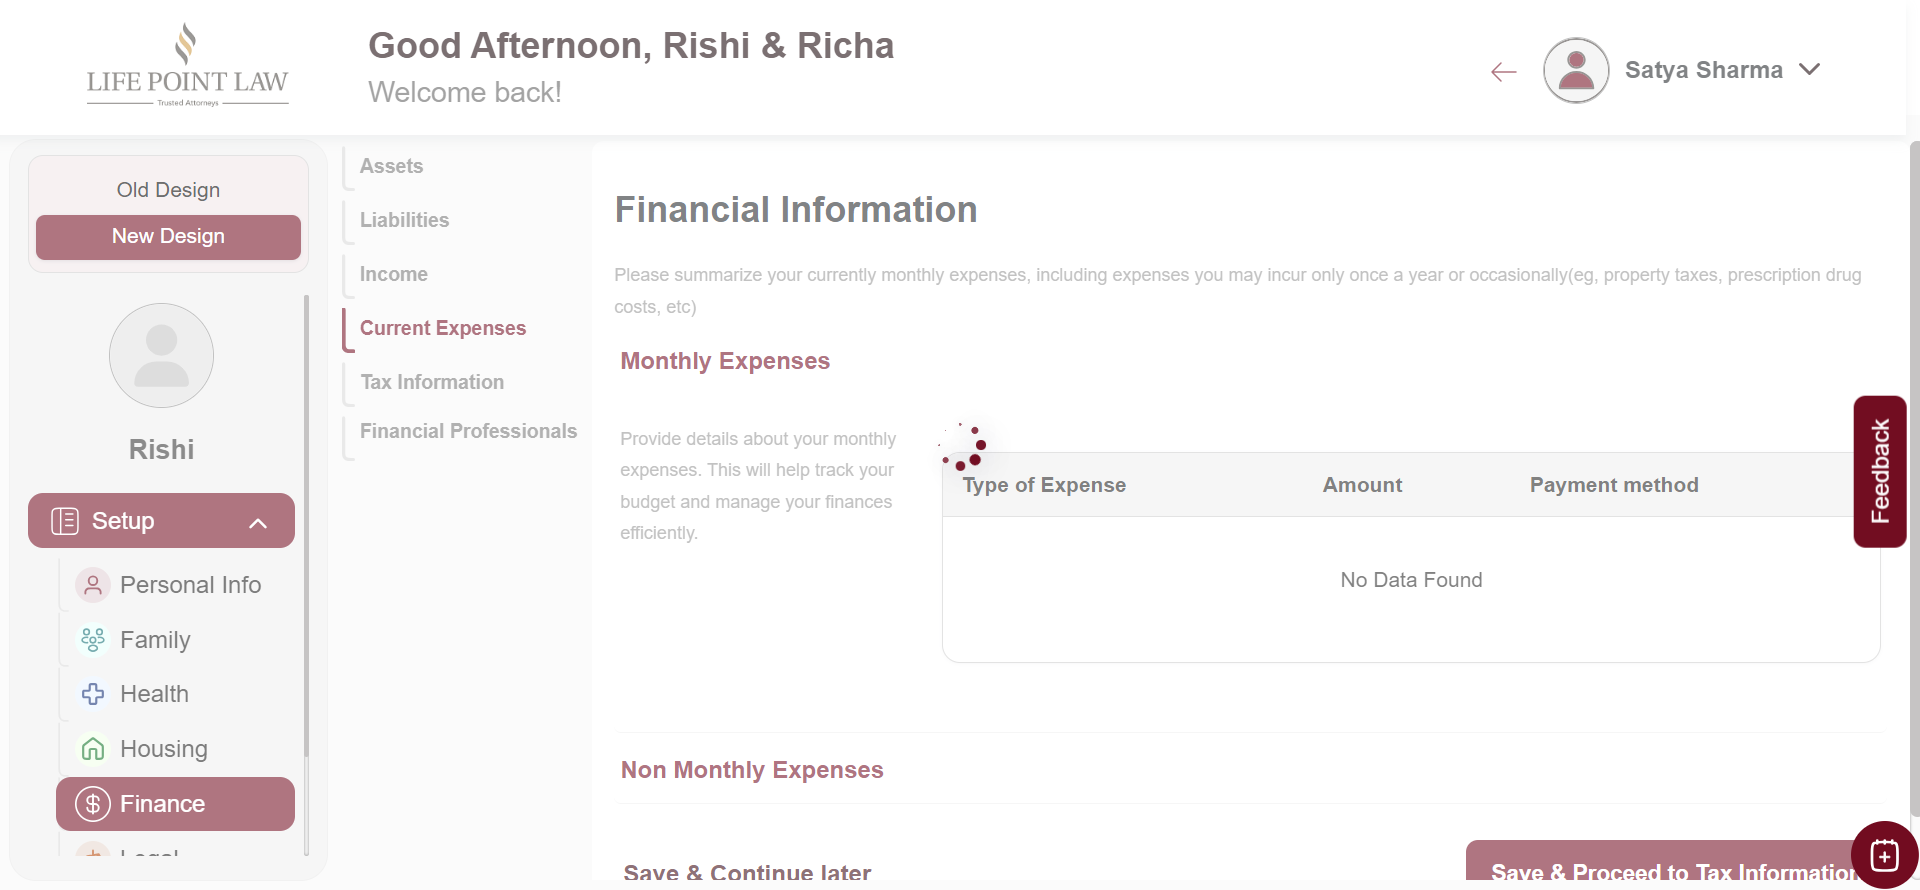 LIFE POINT LAW
Trusted Attorneys
Good Afternoon, Rishi & Richa
Welcome back!
Satya Sharma
Old Design
New Design
Rishi
Setup
Personal Info
Family
Health
Housing
Finance
Legal
Assets
Liabilities
Income
Current Expenses
Tax Information
Financial Professionals
Financial Information
Please summarize your currently monthly expenses, including expenses you may incur only once a year or occasionally(eg, property taxes, prescription drug
costs, etc)
Monthly Expenses
Provide details about your monthly
expenses. This will help track your
budget and manage your finances
efficiently.
Type of Expense Amount Payment method
No Data Found
Non Monthly Expenses
Save & Continue later
Save & Proceed to Tax Information
Feedback